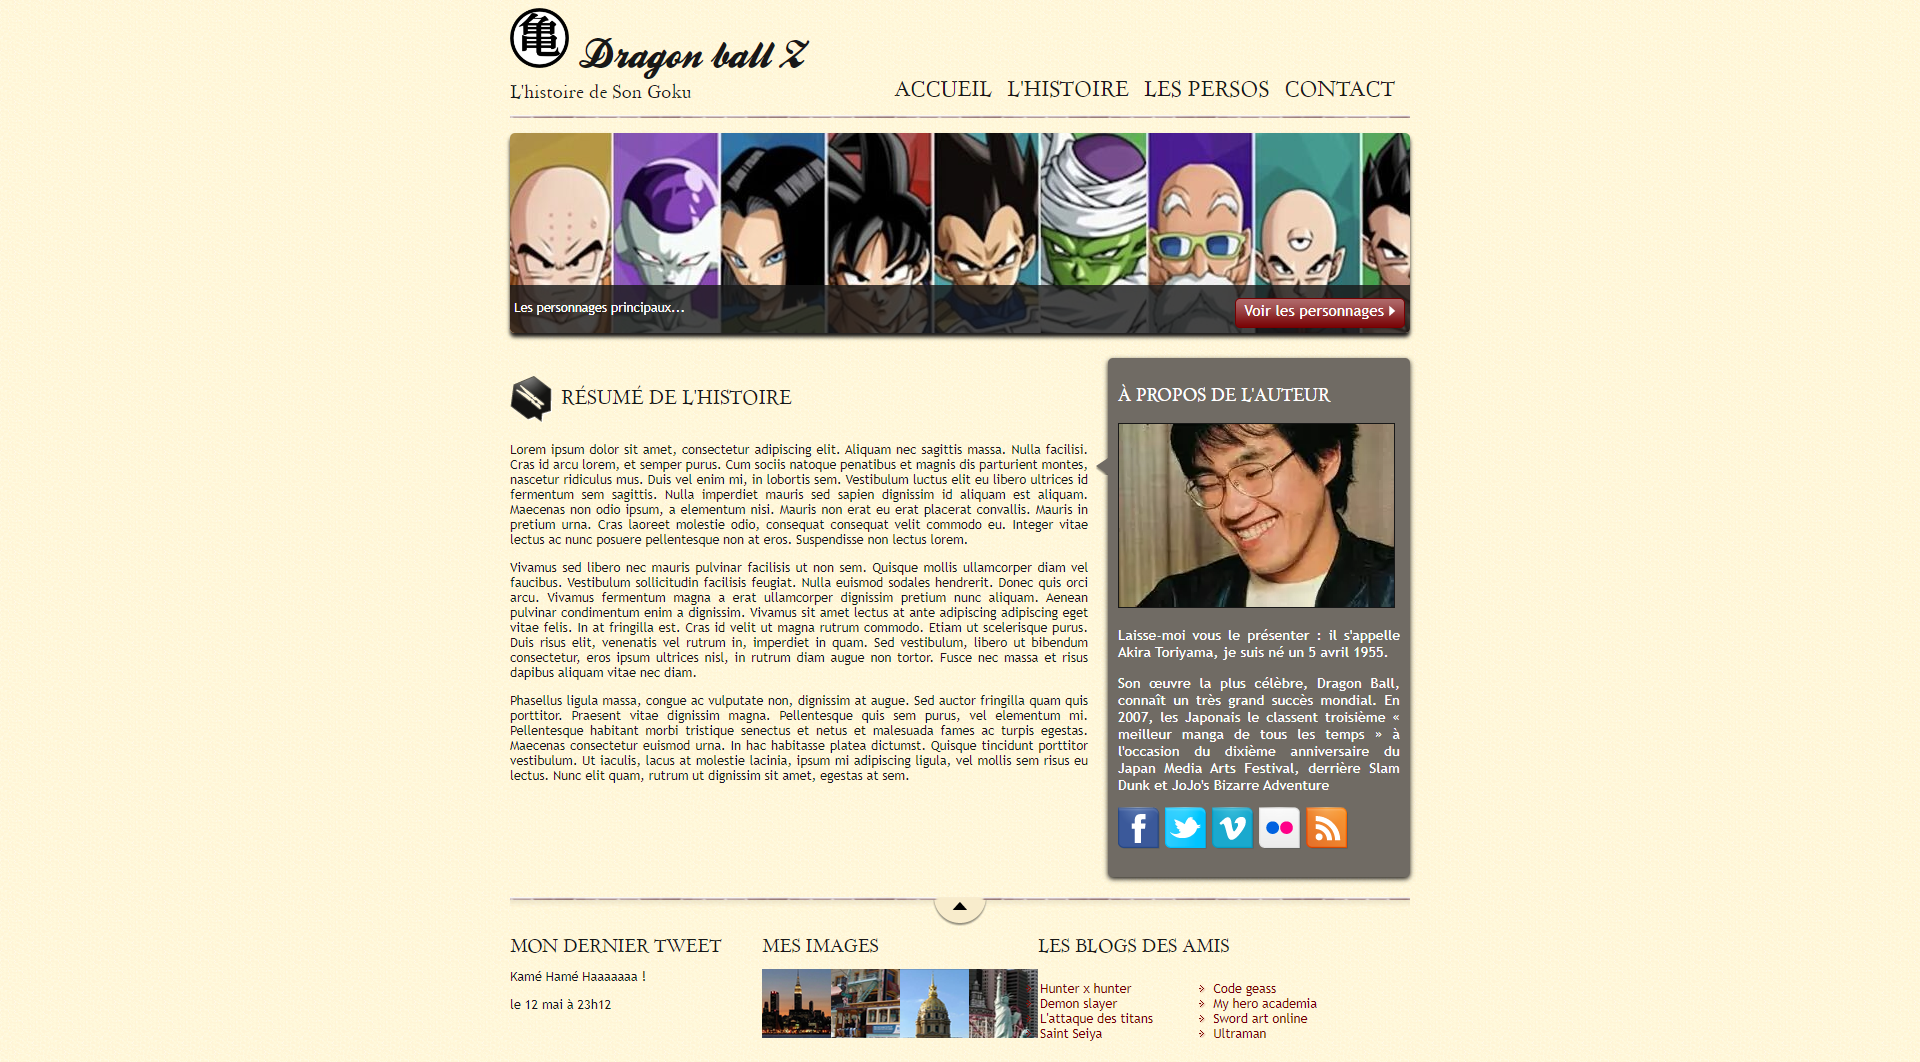 亀
Dragon ball Z
L'histoire de Son Goku
ACCUEIL L'HISTOIRE LES PERSOS CONTACT
Les personnages principaux...
Voir les personnages
RÉSUMÉ DE L'HISTOIRE
Lorem ipsum dolor sit amet, consectetur adipiscing elit. Aliquam nec sagittis massa. Nulla facilisi.
Cras id arcu lorem, et semper purus. Cum sociis natoque penatibus et magnis dis parturient montes,
nascetur ridiculus mus. Duis vel enim mi, in lobortis sem. Vestibulum luctus elit eu libero ultrices id
fermentum sem sagittis. Nulla imperdiet mauris sed sapien dignissim id aliquam est aliquam.
Maecenas non odio ipsum, a elementum nisi. Mauris non erat eu erat placerat convallis. Mauris in
pretium urna. Cras laoreet molestie odio, consequat consequat velit commodo eu. Integer vitae
lectus ac nunc posuere pellentesque non at eros. Suspendisse non lectus lorem.
Vivamus sed libero nec mauris pulvinar facilisis ut non sem. Quisque mollis ullamcorper diam vel
faucibus. Vestibulum sollicitudin facilisis feugiat. Nulla euismod sodales hendrerit. Donec quis orci
arcu. Vivamus fermentum magna a erat ullamcorper dignissim pretium nunc aliquam. Aenean
pulvinar condimentum enim a dignissim. Vivamus sit amet lectus at ante adipiscing adipiscing eget
vitae felis. In at fringilla est. Cras id velit ut magna rutrum commodo. Etiam ut scelerisque purus.
Duis risus elit, venenatis vel rutrum in, imperdiet in quam. Sed vestibulum, libero ut bibendum
consectetur, eros ipsum ultrices nisl, in rutrum diam augue non tortor. Fusce nec massa et risus
dapibus aliquam vitae nec diam.
Phasellus ligula massa, congue ac vulputate non, dignissim at augue. Sed auctor fringilla quam quis
porttitor. Praesent vitae dignissim magna. Pellentesque quis sem purus, vel elementum mi.
Pellentesque habitant morbi tristique senectus et netus et malesuada fames ac turpis egestas.
Maecenas consectetur euismod urna. In hac habitasse platea dictumst. Quisque tincidunt porttitor
vestibulum. Ut iaculis, lacus at molestie lacinia, ipsum mi adipiscing ligula, vel mollis sem risus eu
lectus. Nunc elit quam, rutrum ut dignissim sit amet, egestas at sem.
À PROPOS DE L'AUTEUR
Laisse-moi vous le présenter : il s'appelle
Akira Toriyama, je suis né un 5 avril 1955.
Son œuvre la plus célèbre, Dragon Ball,
connaît un très grand succès mondial. En
2007, les Japonais le classent troisième «
meilleur manga de tous les temps » à
l'occasion du dixième anniversaire du
Japan Media Arts Festival, derrière Slam
Dunk et JoJo's Bizarre Adventure
MON DERNIER TWEET
Kamé Hamé Haaaaaaa !
le 12 mai à 23h12
MES IMAGES
LES BLOGS DES AMIS
Hunter x hunter
Demon slayer
L'attaque des titans
Saint Seiya
Code geass
My hero academia
Sword art online
Ultraman